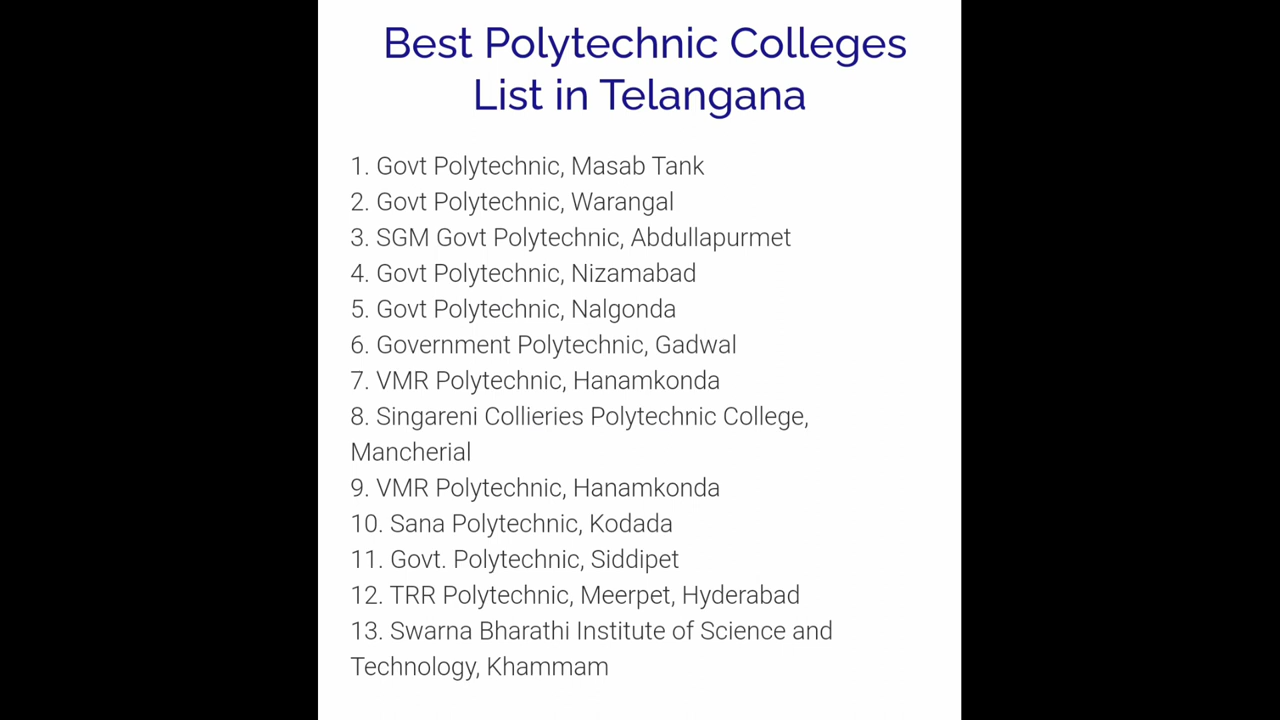 Best Polytechnic Colleges
List in Telangana
1. Govt Polytechnic, Masab Tank
2. Govt Polytechnic, Warangal
3. SGM Govt Polytechnic, Abdullapurmet
4. Govt Polytechnic, Nizamabad
5. Govt Polytechnic, Nalgonda
6. Government Polytechnic, Gadwal
7. VMR Polytechnic, Hanamkonda
8. Singareni Collieries Polytechnic College,
Mancherial
9. VMR Polytechnic, Hanamkonda
10. Sana Polytechnic, Kodada
11. Govt. Polytechnic, Siddipet
12. TRR Polytechnic, Meerpet, Hyderabad
13. Swarna Bharathi Institute of Science and
Technology, Khammam